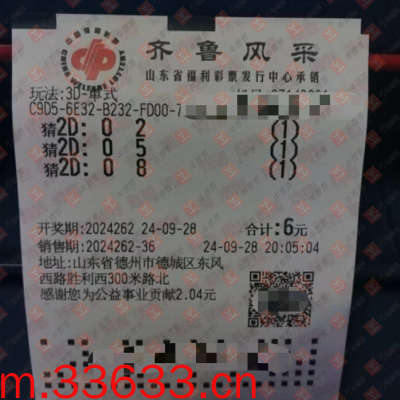 齐鲁风采
山东省福利彩票发行中心承销
玩法:3D-单式
C9D5-6E32-B232-FD00-7
猜2D: 0 2 (1)
猜2D: 0 5 (1)
猜2D: 0 8 (1)
开奖期:2024262 24-09-28 合计:6元
销售期:2024262-36 24-09-28 20:05:04
地址:山东省德州市德城区东风
西路胜利西300米路北
感谢您为公益事业贡献2.04元
m.33633.cn